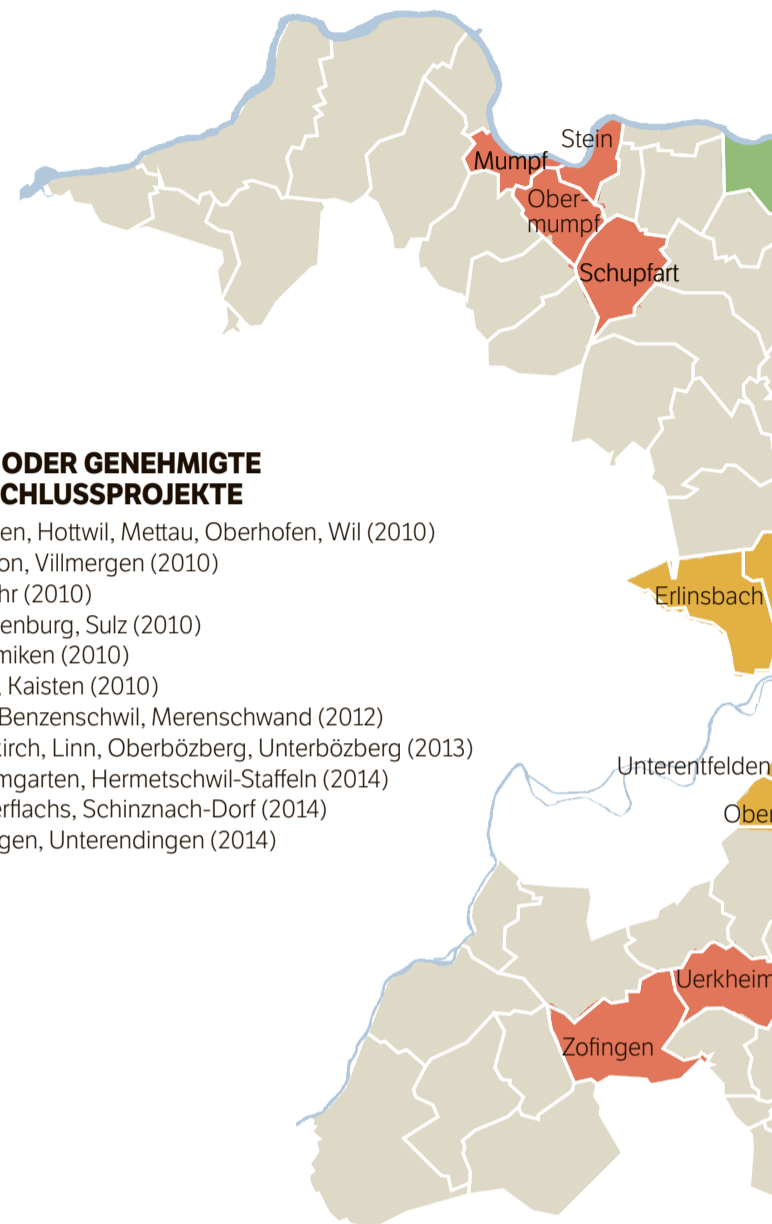 Stein
Mumpf
Ober-
mumpf
Schupfart
ODER GENEHMIGTE
CHLUSSPROJEKTE
en, Hottwil, Mettau, Oberhofen, Wil (2010)
on, Villmergen (2010)
hr (2010)
enburg, Sulz (2010)
miken (2010)
, Kaisten (2010)
Benzenschwil, Merenschwand (2012)
kirch, Linn, Oberbözberg, Unterbözberg (2013)
mgarten, Hermetschwil-Staffeln (2014)
erflachs, Schinznach-Dorf (2014)
gen, Unterendingen (2014)
Erlinsbach
Unterentfelden
Ober
Uerkheim
Zofingen